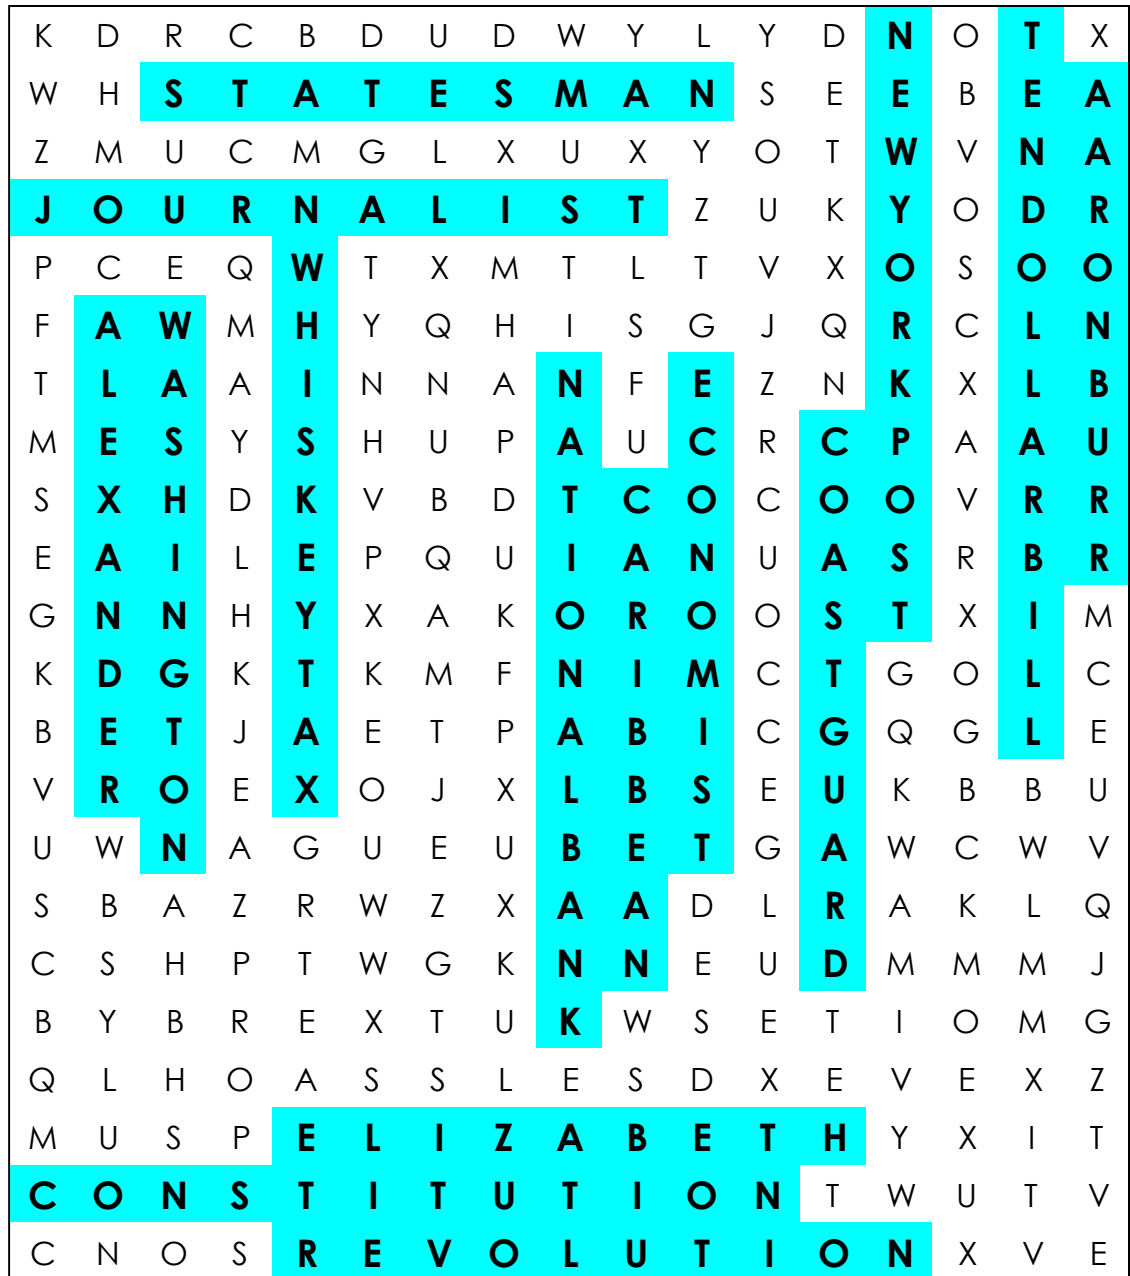 K D R C B D U D W Y L Y D N O T X
W H S T A T E S M A N S E E B E A
Z M U C M G L X U X Y O T W V N A
J O U R N A L I S T Z U K Y O D R
P C E Q W T X M T L T V X O S O O
F A W M H Y Q H I S G J Q R C L N
T L A A I N N A N F E Z N K X L B
M E S Y S H U P A U C R C P A A U
S X H D K V B D T C O C O O V R R
E A I L E P Q U I A N U A S R B R
G N N H Y X A K O R O O S T X I M
K D G K T K M F N I M C T G O L C
B E T J A E T P A B I C G Q G L E
V R O E X O J X L B S E U K B B U
U W N A G U E U B E T G A W C W V
S B A Z R W Z X A A D L R A K L Q
C S H P T W G K N N E U D M M M J
B Y B R E X T U K W S E T I O M G
Q L H O A S S L E S D X E V E X Z
M U S P E L I Z A B E T H Y X I T
C O N S T I T U T I O N T W U T V
C N O S R E V O L U T I O N X V E